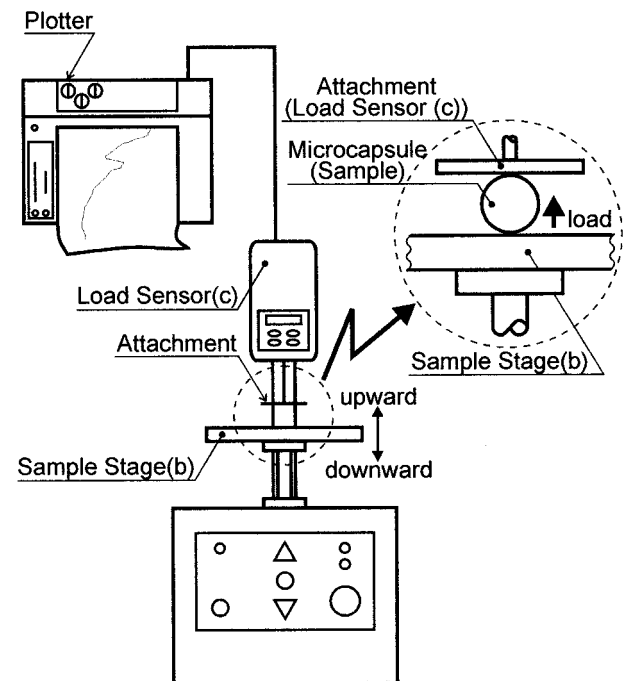 Plotter
Attachment
(Load Sensor (c))
Microcapsule
(Sample)
load
Load Sensor(c)
Attachment
Sample Stage(b)
upward
Sample Stage(b)
downward